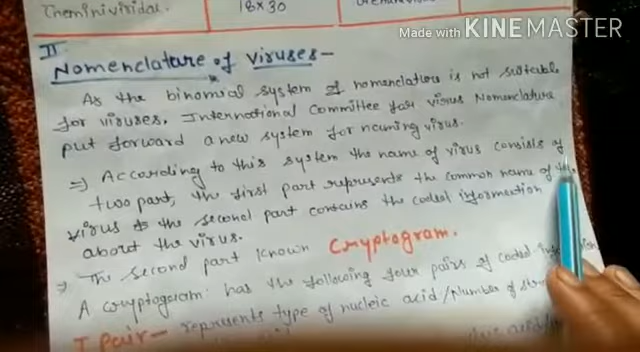 Geminiviridae
18×30
Made with KINEMASTER
II
Nomenclature of viruses-
As the binomial system of nomenclature is not suitable
for viruses, International Committee for Virus Nomenclature
put forward a new system for naming virus.
⇒ According to this system the name of virus consists of
two part, the first part represents the common name of the
virus & the second part contains the coded information
about the virus.
⇒ The second part known Cryptogram.
A cryptogram has the following four pairs of coded
I pair- represents type of nucleic acid/Number of